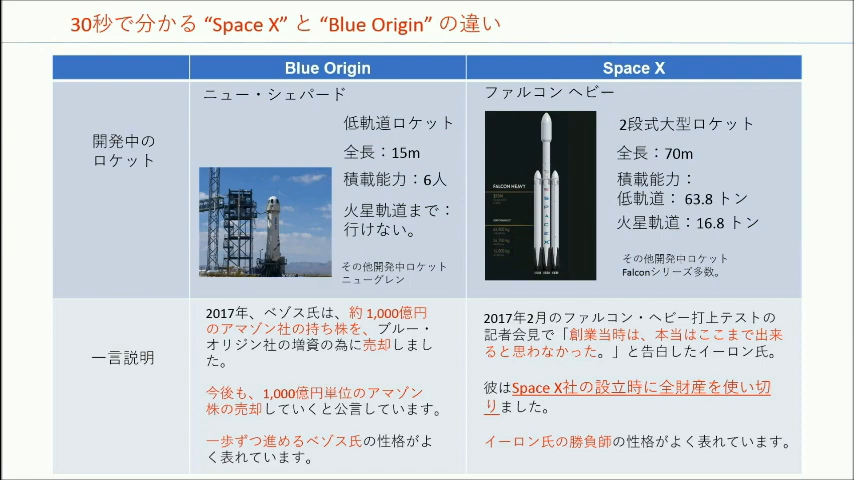 30秒で分かる “Space X” と “Blue Origin” の違い
Blue Origin
Space X
開発中の
ロケット
ニュー・シェパード
低軌道ロケット
全長：15m
積載能力：6人
火星軌道まで：
行けない。
その他開発中ロケット
ニューグレン
ファルコン ヘビー
FALCON HEAVY
SPACEX
2段式大型ロケット
全長：70m
積載能力：
低軌道： 63.8 トン
火星軌道：16.8 トン
その他開発中ロケット
Falconシリーズ多数。
一言説明
2017年、ベゾス氏は、約 1,000億円
のアマゾン社の持ち株を、ブルー・
オリジン社の増資の為に売却しまし
た。
今後も、1,000億円単位のアマゾン
株の売却していくと公言しています。
一歩ずつ進めるベゾス氏の性格がよ
く表れています。
2017年2月のファルコン・ヘビー打上テストの
記者会見で「創業当時は、本当はここまで出来
ると思わなかった。」と告白したイーロン氏。
彼はSpace X社の設立時に全財産を使い切
りました。
イーロン氏の勝負師の性格がよく表れています。